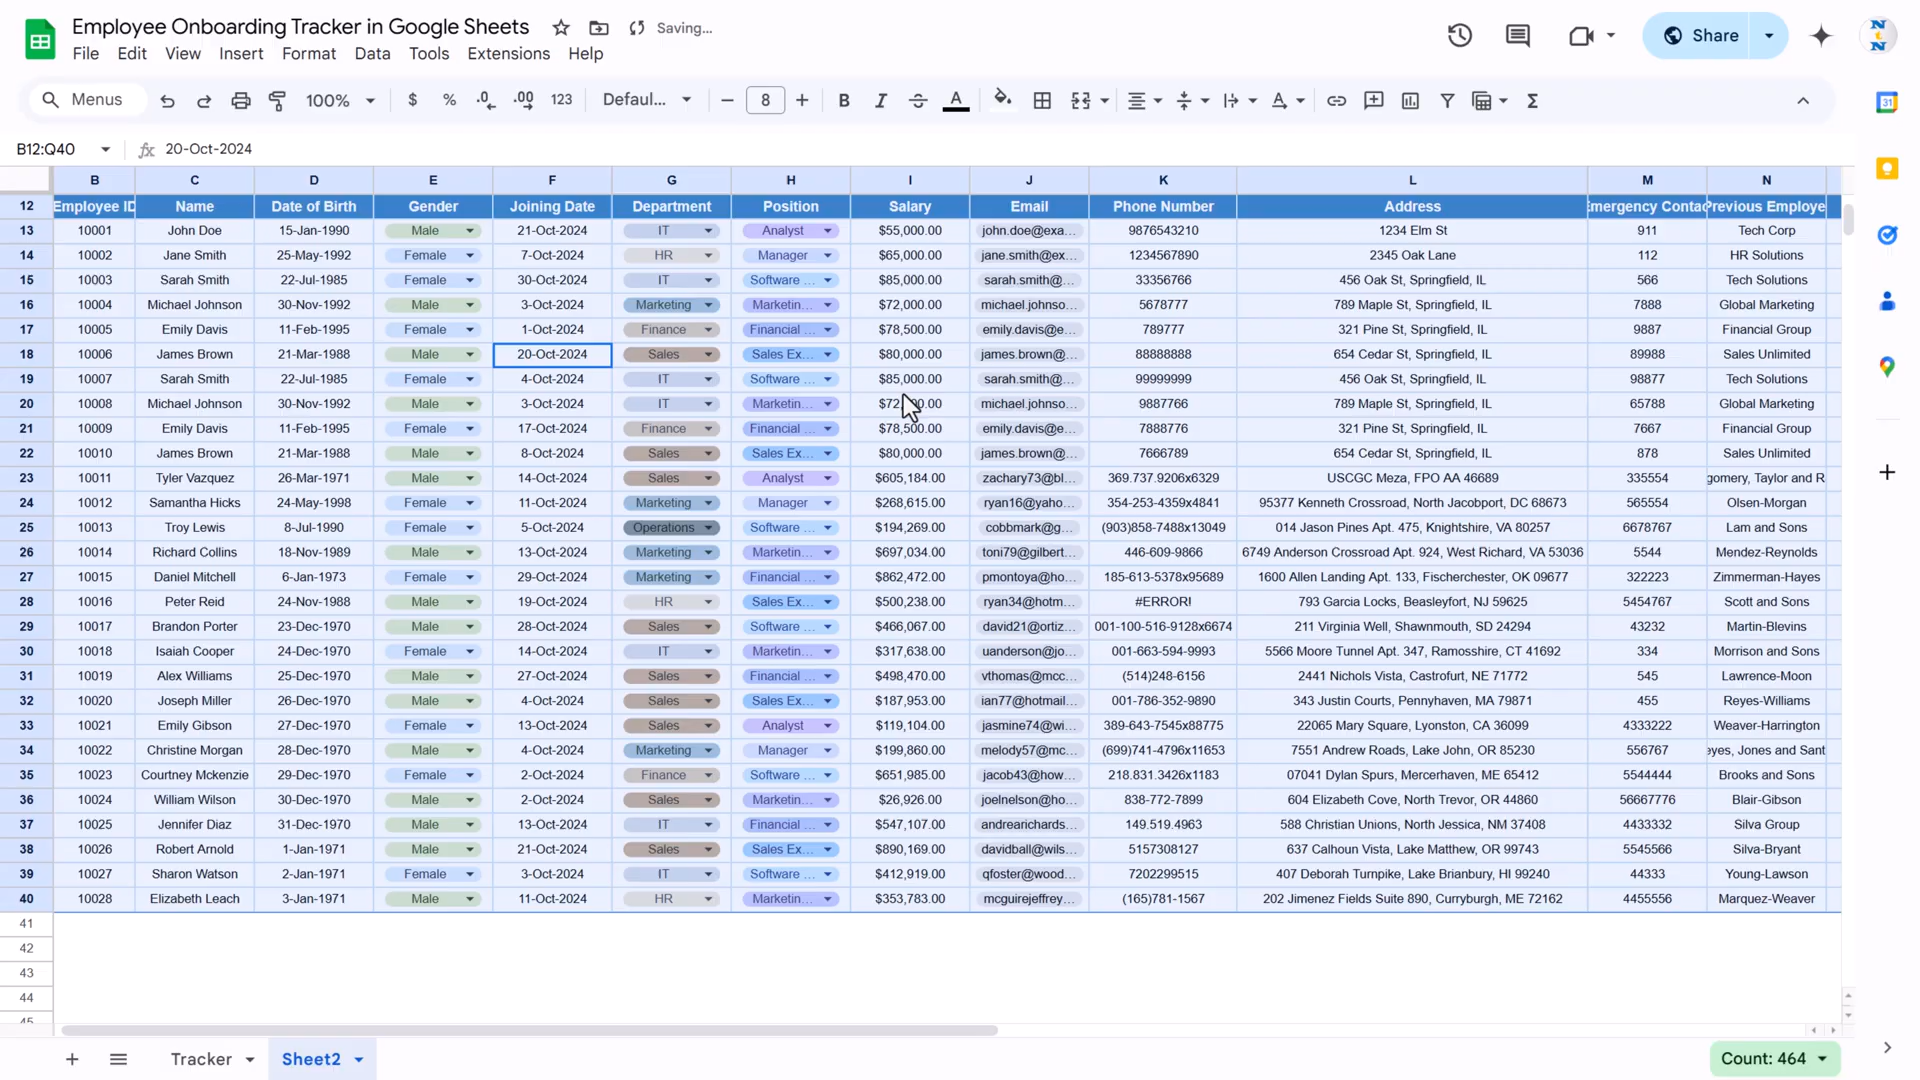 Employee Onboarding Tracker in Google Sheets Saving...
File Edit View Insert Format Data Tools Extensions Help
Share
Menus 100% $ % .0 .00 123 Defaul... 8 B I S A
B12:Q40 fx 20-Oct-2024
B C D E F G H I J K L M N
12 Employee ID Name Date of Birth Gender Joining Date Department Position Salary Email Phone Number Address Emergency Contac Previous Employe
13 10001 John Doe 15-Jan-1990 Male 21-Oct-2024 IT Analyst $55,000.00 john.doe@exa... 9876543210 1234 Elm St 911 Tech Corp
14 10002 Jane Smith 25-May-1992 Female 7-Oct-2024 HR Manager $65,000.00 jane.smith@ex... 1234567890 2345 Oak Lane 112 HR Solutions
15 10003 Sarah Smith 22-Jul-1985 Female 30-Oct-2024 IT Software ... $85,000.00 sarah.smith@... 33356766 456 Oak St, Springfield, IL 566 Tech Solutions
16 10004 Michael Johnson 30-Nov-1992 Male 3-Oct-2024 Marketing Marketin... $72,000.00 michael.johnso... 5678777 789 Maple St, Springfield, IL 7888 Global Marketing
17 10005 Emily Davis 11-Feb-1995 Female 1-Oct-2024 Finance Financial ... $78,500.00 emily.davis@e... 789777 321 Pine St, Springfield, IL 9887 Financial Group
18 10006 James Brown 21-Mar-1988 Male 20-Oct-2024 Sales Sales Ex... $80,000.00 james.brown@... 88888888 654 Cedar St, Springfield, IL 89988 Sales Unlimited
19 10007 Sarah Smith 22-Jul-1985 Female 4-Oct-2024 IT Software ... $85,000.00 sarah.smith@... 99999999 456 Oak St, Springfield, IL 98877 Tech Solutions
20 10008 Michael Johnson 30-Nov-1992 Male 3-Oct-2024 IT Marketin... michael.johnso... 9887766 789 Maple St, Springfield, IL 65788 Global Marketing
21 10009 Emily Davis 11-Feb-1995 Female 17-Oct-2024 Finance Financial ... $78,500.00 emily.davis@e... 7888776 321 Pine St, Springfield, IL 7667 Financial Group
22 10010 James Brown 21-Mar-1988 Male 8-Oct-2024 Sales Sales Ex... $80,000.00 james.brown@... 7666789 654 Cedar St, Springfield, IL 878 Sales Unlimited
23 10011 Tyler Vazquez 26-Mar-1971 Male 14-Oct-2024 Sales Analyst $605,184.00 zachary73@bl... 369.737.9206x6329 USCGC Meza, FPO AA 46689 335554 gomery, Taylor and R
24 10012 Samantha Hicks 24-May-1998 Female 11-Oct-2024 Marketing Manager $268,615.00 ryan16@yaho... 354-253-4359x4841 95377 Kenneth Crossroad, North Jacobport, DC 68673 565554 Olsen-Morgan
25 10013 Troy Lewis 8-Jul-1990 Female 5-Oct-2024 Operations Software ... $194,269.00 cobbmark@g... (903)858-7488x13049 014 Jason Pines Apt. 475, Knightshire, VA 80257 6678767 Lam and Sons
26 10014 Richard Collins 18-Nov-1989 Male 13-Oct-2024 Marketing Marketin... $697,034.00 toni79@gilbert... 446-609-9866 6749 Anderson Crossroad Apt. 924, West Richard, VA 53036 5544 Mendez-Reynolds
27 10015 Daniel Mitchell 6-Jan-1973 Female 29-Oct-2024 Marketing Financial ... $862,472.00 pmontoya@ho... 185-613-5378x95689 1600 Allen Landing Apt. 133, Fischerchester, OK 09677 322223 Zimmerman-Hayes
28 10016 Peter Reid 24-Nov-1988 Male 19-Oct-2024 HR Sales Ex... $500,238.00 ryan34@hotm... #ERROR! 793 Garcia Locks, Beasleyfort, NJ 59625 5454767 Scott and Sons
29 10017 Brandon Porter 23-Dec-1970 Male 28-Oct-2024 Sales Software ... $466,067.00 david21@ortiz... 001-100-516-9128x6674 211 Virginia Well, Shawnmouth, SD 24294 43232 Martin-Blevins
30 10018 Isaiah Cooper 24-Dec-1970 Female 14-Oct-2024 IT Marketin... $317,638.00 uanderson@jo... 001-663-594-9993 5566 Moore Tunnel Apt. 347, Ramosshire, CT 41692 334 Morrison and Sons
31 10019 Alex Williams 25-Dec-1970 Male 27-Oct-2024 Sales Financial ... $498,470.00 vthomas@mcc... (514)248-6156 2441 Nichols Vista, Castrofurt, NE 71772 545 Lawrence-Moon
32 10020 Joseph Miller 26-Dec-1970 Male 4-Oct-2024 Sales Sales Ex... $187,953.00 ian77@hotmail... 001-786-352-9890 343 Justin Courts, Pennyhaven, MA 79871 455 Reyes-Williams
33 10021 Emily Gibson 27-Dec-1970 Female 13-Oct-2024 Sales Analyst $119,104.00 jasmine74@wi... 389-643-7545x88775 22065 Mary Square, Lyonston, CA 36099 4333222 Weaver-Harrington
34 10022 Christine Morgan 28-Dec-1970 Male 4-Oct-2024 Marketing Manager $199,860.00 melody57@mc... (699)741-4796x11653 7551 Andrew Roads, Lake John, OR 85230 556767 eyes, Jones and Sant
35 10023 Courtney Mckenzie 29-Dec-1970 Female 2-Oct-2024 Finance Software ... $651,985.00 jacob43@how... 218.831.3426x1183 07041 Dylan Spurs, Mercerhaven, ME 65412 5544444 Brooks and Sons
36 10024 William Wilson 30-Dec-1970 Male 2-Oct-2024 Sales Marketin... $26,926.00 joelnelson@ho... 838-772-7899 604 Elizabeth Cove, North Trevor, OR 44860 56667776 Blair-Gibson
37 10025 Jennifer Diaz 31-Dec-1970 Male 13-Oct-2024 IT Financial ... $547,107.00 andrearichards... 149.519.4963 588 Christian Unions, North Jessica, NM 37408 4433332 Silva Group
38 10026 Robert Arnold 1-Jan-1971 Male 21-Oct-2024 Sales Sales Ex... $890,169.00 davidball@wils... 5157308127 637 Calhoun Vista, Lake Matthew, OR 99743 5545566 Silva-Bryant
39 10027 Sharon Watson 2-Jan-1971 Female 3-Oct-2024 IT Software ... $412,919.00 qfoster@wood... 7202299515 407 Deborah Turnpike, Lake Brianbury, HI 99240 44333 Young-Lawson
40 10028 Elizabeth Leach 3-Jan-1971 Male 11-Oct-2024 HR Marketin... $353,783.00 mcguirejeffrey... (165)781-1567 202 Jimenez Fields Suite 890, Curryburgh, ME 72162 4455556 Marquez-Weaver
41
42
43
44
45
Tracker Sheet2 Count: 464